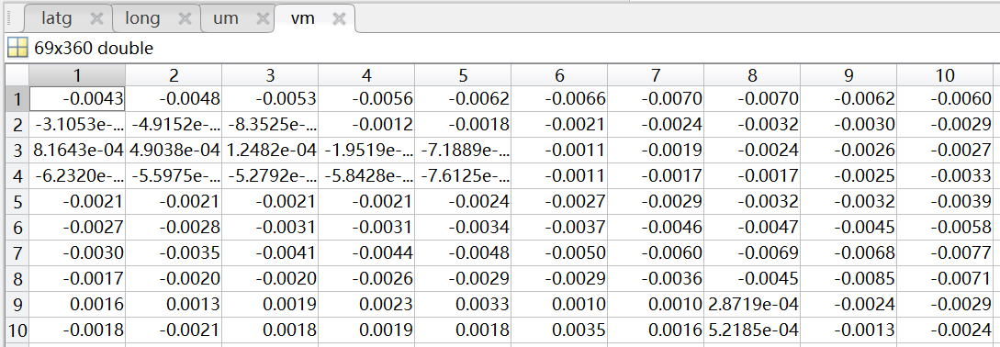 latg long um vm
69x360 double
1 2 3 4 5 6 7 8 9 10
1 -0.0043 -0.0048 -0.0053 -0.0056 -0.0062 -0.0066 -0.0070 -0.0070 -0.0062 -0.0060
2 -3.1053e-... -4.9152e-... -8.3525e-... -0.0012 -0.0018 -0.0021 -0.0024 -0.0032 -0.0030 -0.0029
3 8.1643e-04 4.9038e-04 1.2482e-04 -1.9519e-... -7.1889e-... -0.0011 -0.0019 -0.0024 -0.0026 -0.0027
4 -6.2320e-... -5.5975e-... -5.2792e-... -5.8428e-... -7.6125e-... -0.0011 -0.0017 -0.0017 -0.0025 -0.0033
5 -0.0021 -0.0021 -0.0021 -0.0021 -0.0024 -0.0027 -0.0029 -0.0032 -0.0032 -0.0039
6 -0.0027 -0.0028 -0.0031 -0.0031 -0.0034 -0.0037 -0.0046 -0.0047 -0.0045 -0.0058
7 -0.0030 -0.0035 -0.0041 -0.0044 -0.0048 -0.0050 -0.0060 -0.0069 -0.0068 -0.0077
8 -0.0017 -0.0020 -0.0020 -0.0026 -0.0029 -0.0029 -0.0036 -0.0045 -0.0085 -0.0071
9 0.0016 0.0013 0.0019 0.0023 0.0033 0.0010 0.0010 2.8719e-04 -0.0024 -0.0029
10 -0.0018 -0.0021 0.0018 0.0019 0.0018 0.0035 0.0016 5.2185e-04 -0.0013 -0.0024